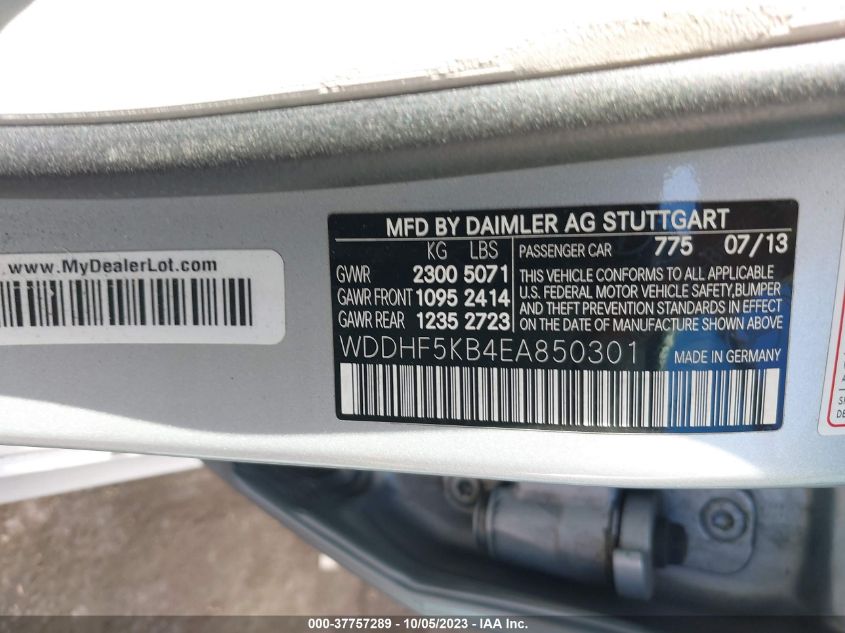 www.MyDealerLot.com
MFD BY DAIMLER AG STUTTGART
KG LBS
GVWR 2300 5071
GAWR FRONT 1095 2414
GAWR REAR 1235 2723
PASSENGER CAR 775 07/13
THIS VEHICLE CONFORMS TO ALL APPLICABLE
U.S. FEDERAL MOTOR VEHICLE SAFETY,BUMPER
AND THEFT PREVENTION STANDARDS IN EFFECT
ON THE DATE OF MANUFACTURE SHOWN ABOVE
WDDHF5KB4EA850301 MADE IN GERMANY
000-37757289 - 10/05/2023 - IAAI Inc.